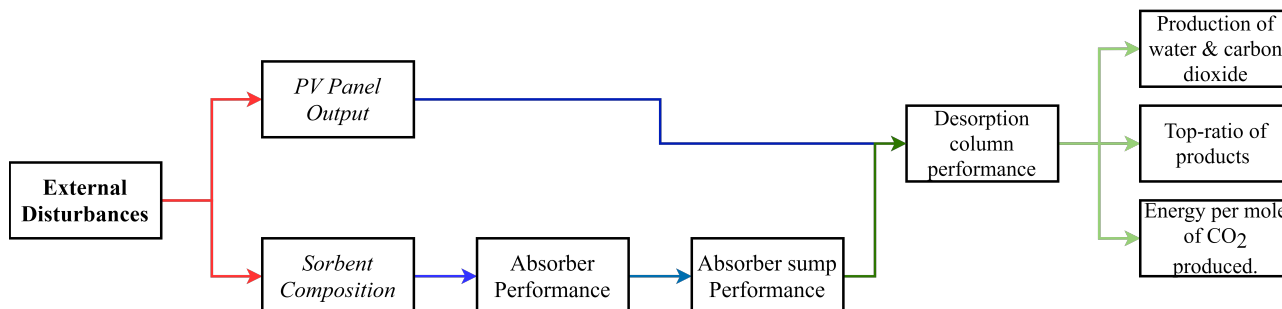 External
Disturbances
PV Panel
Output
Sorbent
Composition
Absorber
Performance
Absorber sump
Performance
Desorption
column
performance
Production of
water & carbon
dioxide
Top-ratio of
products
Energy per mole
of CO₂
produced.